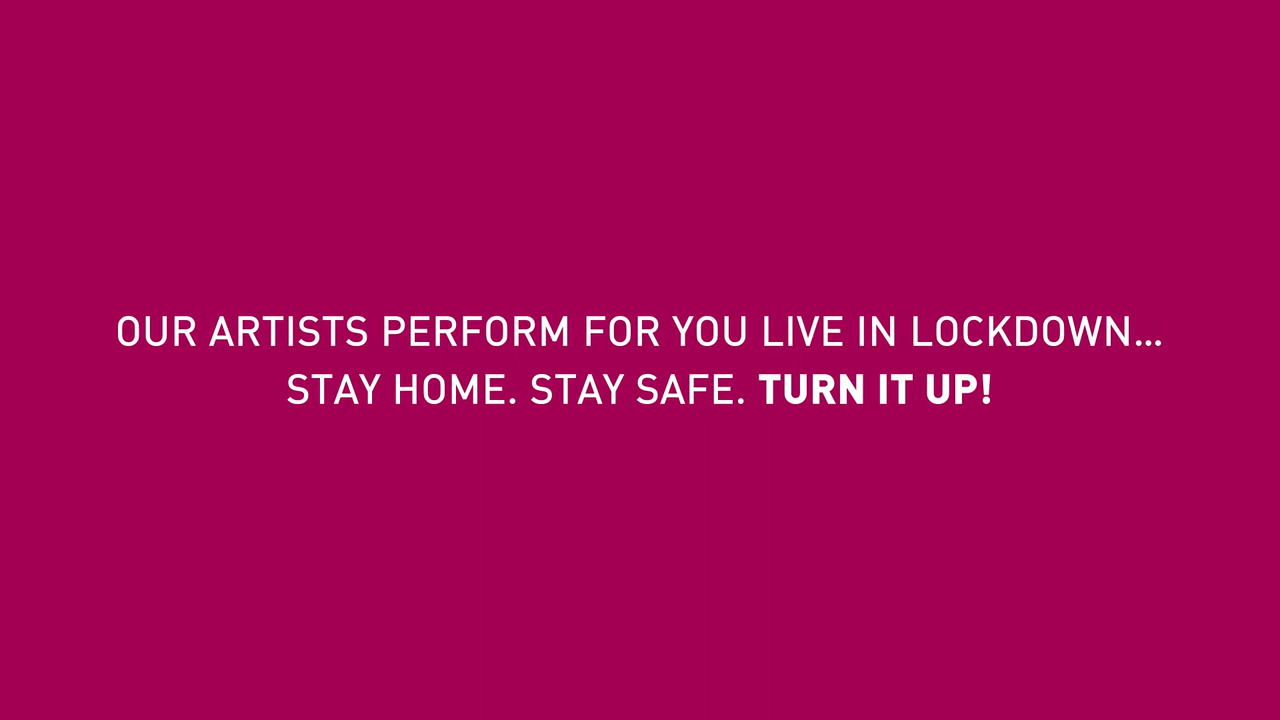 OUR ARTISTS PERFORM FOR YOU LIVE IN LOCKDOWN...
STAY HOME. STAY SAFE. TURN IT UP!